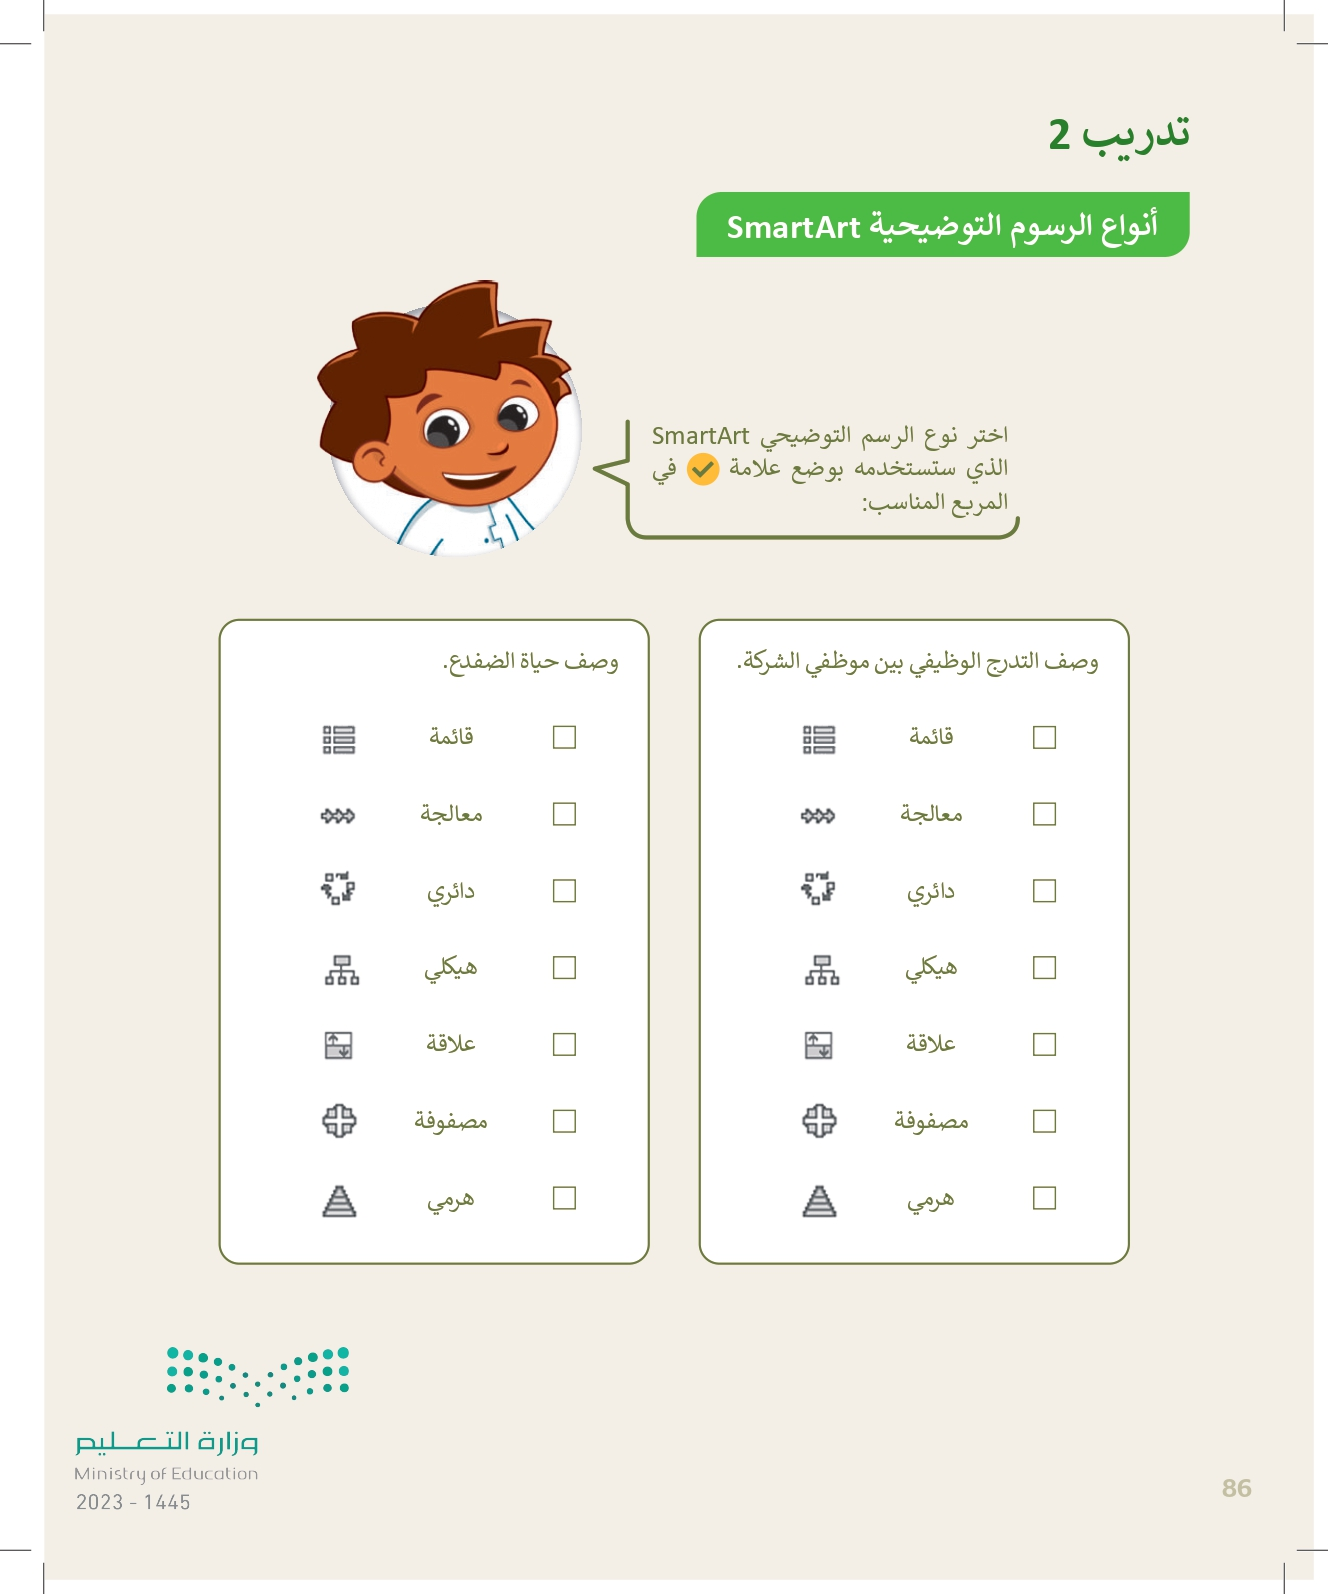 تدريب 2
أنواع الرسوم التوضيحية SmartArt
اختر نوع الرسم التوضيحي SmartArt
الذي ستستخدمه بوضع علامة في
المربع المناسب:
وصف التدرج الوظيفي بين موظفي الشركة.
قائمة
معالجة
دائري
هيكلي
علاقة
مصفوفة
هرمي
وصف حياة الضفدع.
قائمة
معالجة
دائري
هيكلي
علاقة
مصفوفة
هرمي
وزارة التعليم
Ministry of Education
2023 - 1445
86